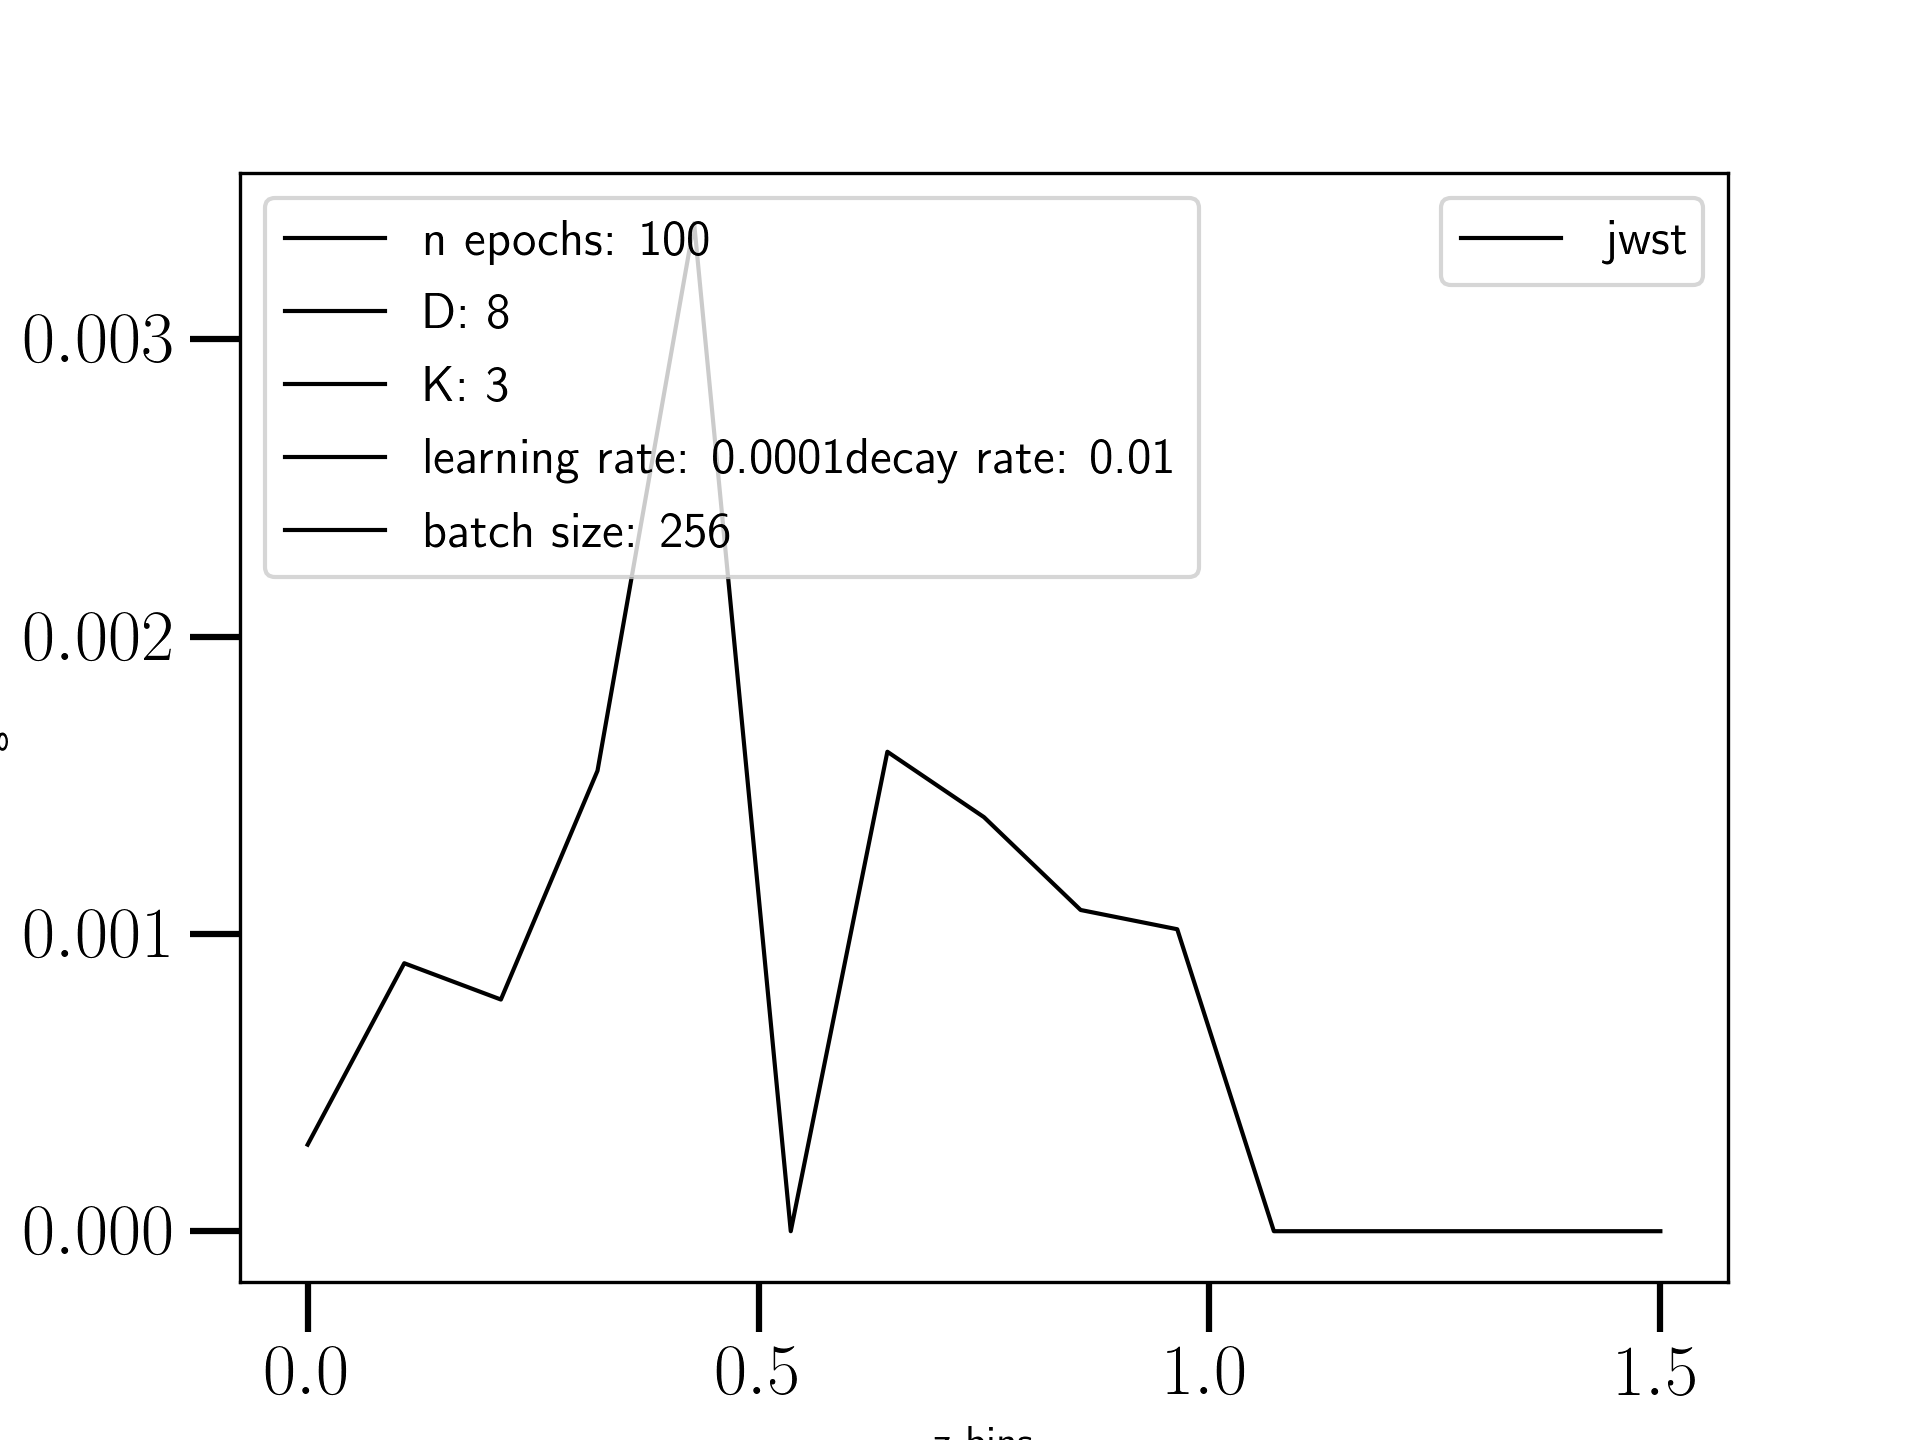 n epochs: 100
D: 8
K: 3
learning rate: 0.0001decay rate: 0.01
batch size: 256
jwst
0.003
0.002
0.001
0.000
0.0 0.5 1.0 1.5
z bins